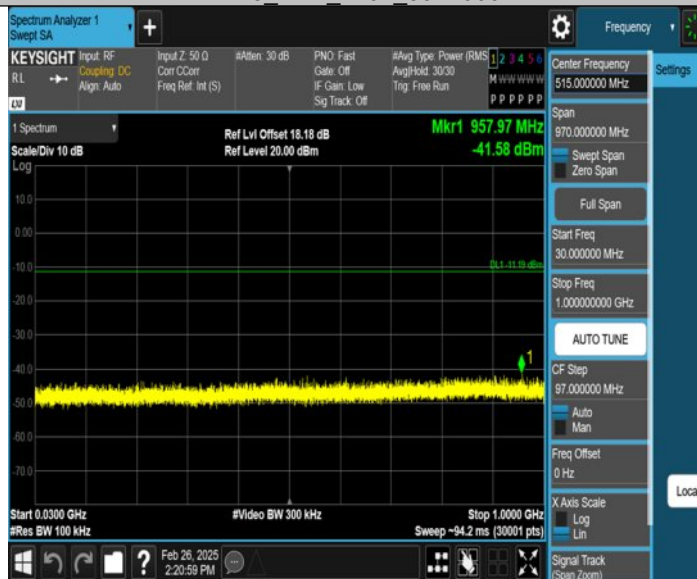 Spectrum Analyzer 1
Swept SA
+
Frequency
KEYSIGHT
RL
LXI
Input: RF
Coupling: DC
Align: Auto
Input Z: 50 Ω
Corr CCorr
Freq Ref: Int (S)
#Atten: 30 dB
PNO: Fast
Gate: Off
IF Gain: Low
Sig Track: Off
#Avg Type: Power (RMS
Avg|Hold: 30/30
Trig: Free Run
1 2 3 4 5 6
M W W W W W
P P P P P P
1 Spectrum
Scale/Div 10 dB
Log
Ref Lvl Offset 18.18 dB
Ref Level 20.00 dBm
Mkr1 957.97 MHz
-41.58 dBm
10.0
0.00
-10.0
DL1 -11.19 dBm
-20.0
-30.0
-40.0
1
-50.0
-60.0
-70.0
Start 0.0300 GHz
#Res BW 100 kHz
#Video BW 300 kHz
Stop 1.0000 GHz
Sweep ~94.2 ms (30001 pts)
?
Feb 26, 2025
2:20:59 PM
Center Frequency
515.000000 MHz
Settings
Span
970.000000 MHz
Swept Span
Zero Span
Full Span
Start Freq
30.000000 MHz
Stop Freq
1.000000000 GHz
AUTO TUNE
CF Step
97.000000 MHz
Auto
Man
Freq Offset
0 Hz
Loca
X Axis Scale
Log
Lin
Signal Track
(Span Zoom)